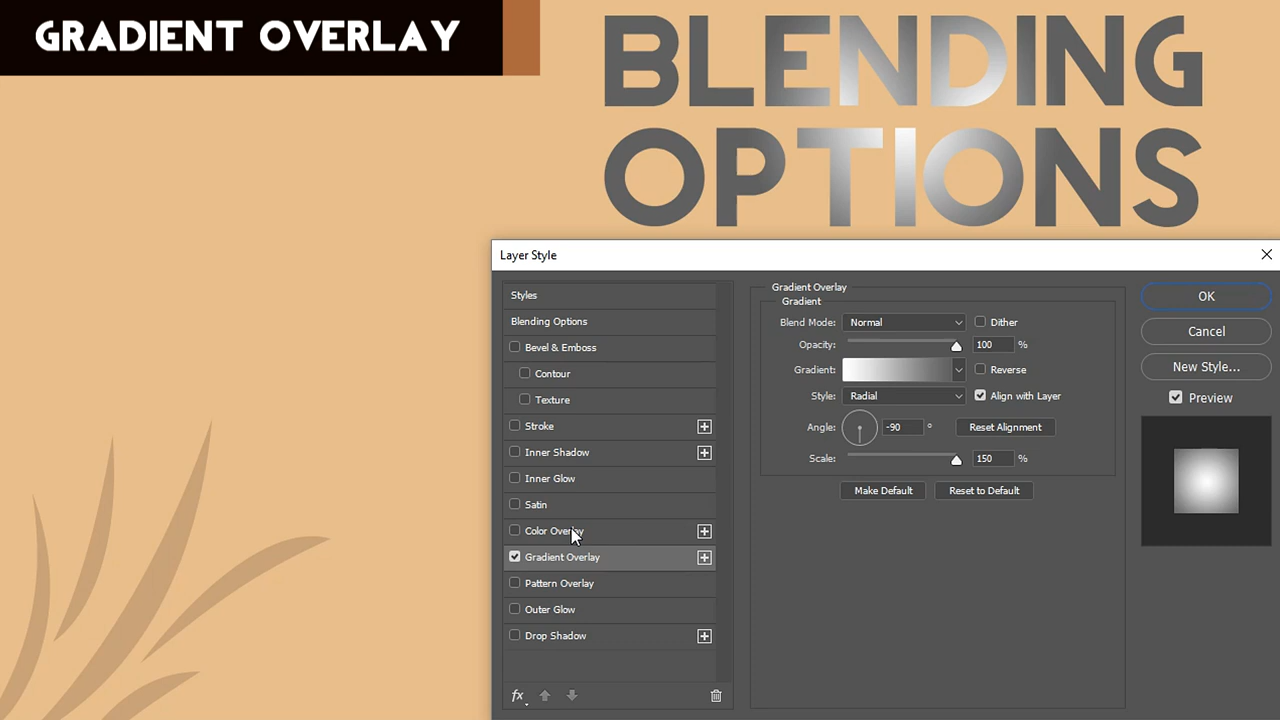 GRADIENT OVERLAY
BLENDING
OPTIONS
Layer Style
Styles
Blending Options
Bevel & Emboss
Contour
Texture
Stroke
Inner Shadow
Inner Glow
Satin
Color Overlay
Gradient Overlay
Pattern Overlay
Outer Glow
Drop Shadow
fx
Gradient Overlay
Gradient
Blend Mode: Normal Dither
Opacity: 100 %
Gradient: Reverse
Style: Radial Align with Layer
Angle: -90 ° Reset Alignment
Scale: 150 %
Make Default Reset to Default
OK
Cancel
New Style...
Preview